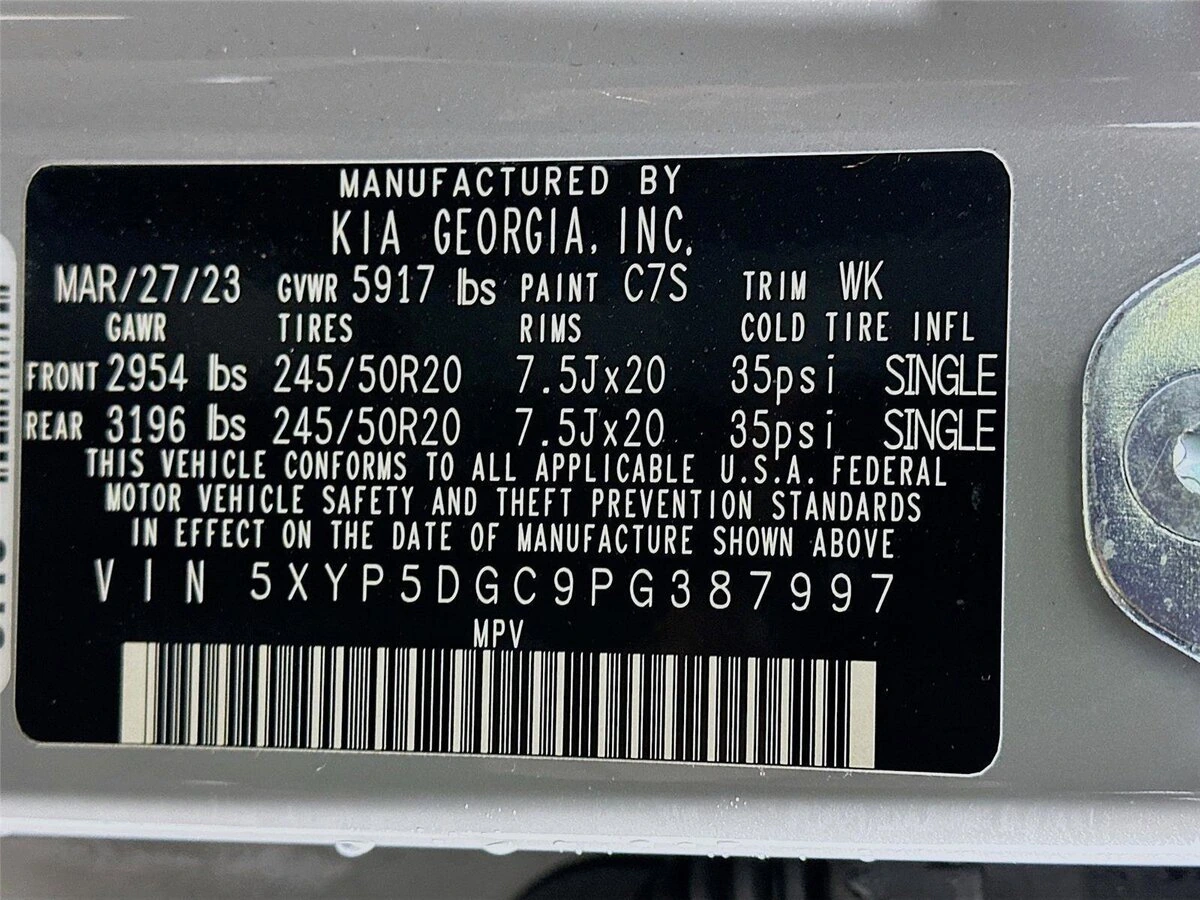 MANUFACTURED BY
KIA GEORGIA, INC.
MAR/27/23 GVWR 5917 lbs PAINT C7S TRIM WK
GAWR TIRES RIMS COLD TIRE INFL
FRONT 2954 lbs 245/50R20 7.5Jx20 35psi SINGLE
REAR 3196 lbs 245/50R20 7.5Jx20 35psi SINGLE
THIS VEHICLE CONFORMS TO ALL APPLICABLE U.S.A. FEDERAL
MOTOR VEHICLE SAFETY AND THEFT PREVENTION STANDARDS
IN EFFECT ON THE DATE OF MANUFACTURE SHOWN ABOVE
VIN 5XYP5DGC9PG387997
MPV